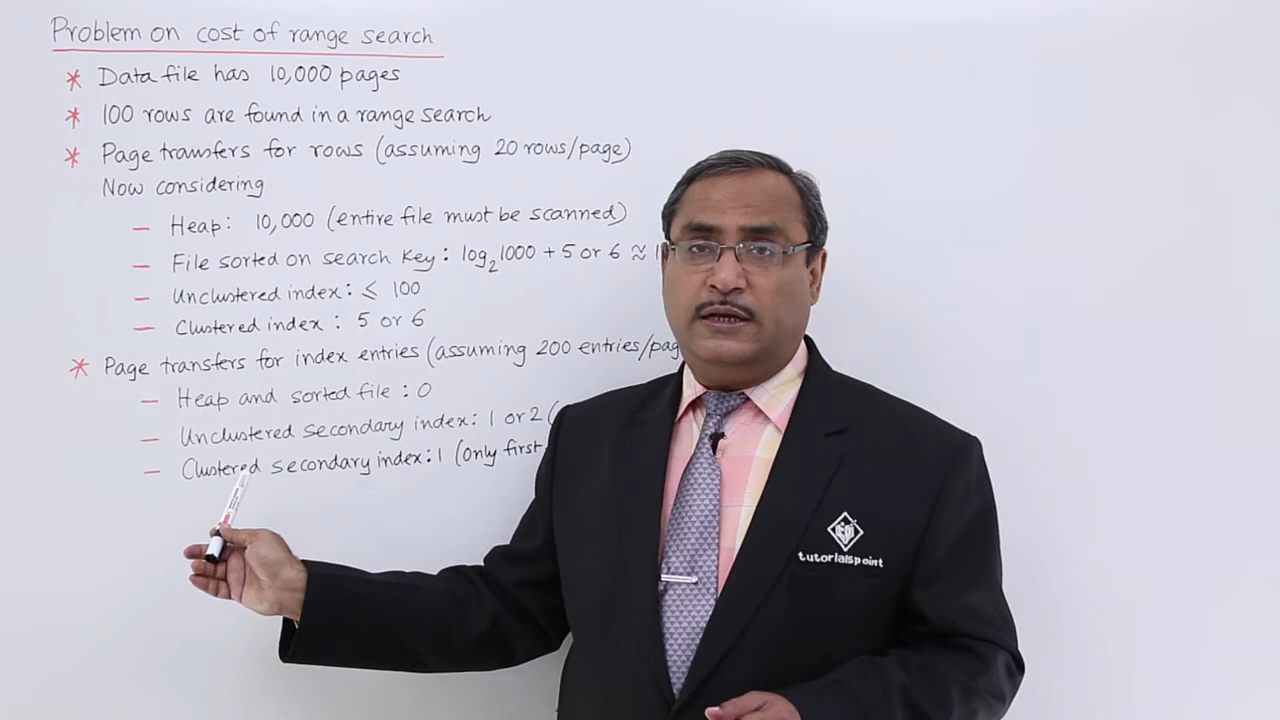 Problem on cost of range search
* Data file has 10,000 pages
* 100 rows are found in a range search
* Page transfers for rows (assuming 20 rows/page)
Now considering
— Heap: 10,000 (entire file must be scanned)
— File sorted on search key: log₂1000 + 5 or 6 ≈
— Unclustered index: ⩽ 100
— Clustered index: 5 or 6
* Page transfers for index entries (assuming 200 entries/pag
— Heap and sorted file: 0
— Unclustered secondary index: 1 or 2 (
— Clustered secondary index: 1 (Only first
tutorialspoint